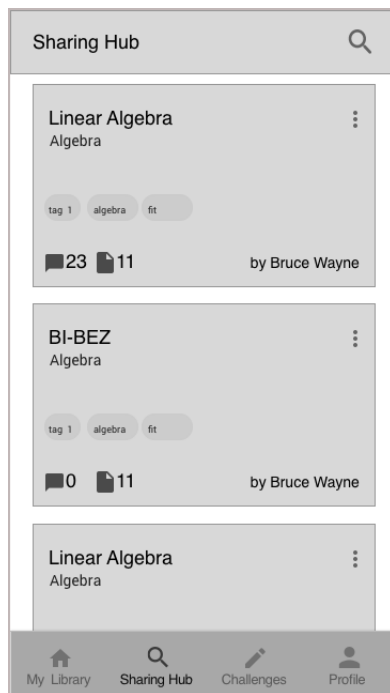 Sharing Hub
Linear Algebra
Algebra
tag 1 algebra fit
23 11 by Bruce Wayne
BI-BEZ
Algebra
tag 1 algebra fit
0 11 by Bruce Wayne
Linear Algebra
Algebra
My Library Sharing Hub Challenges Profile